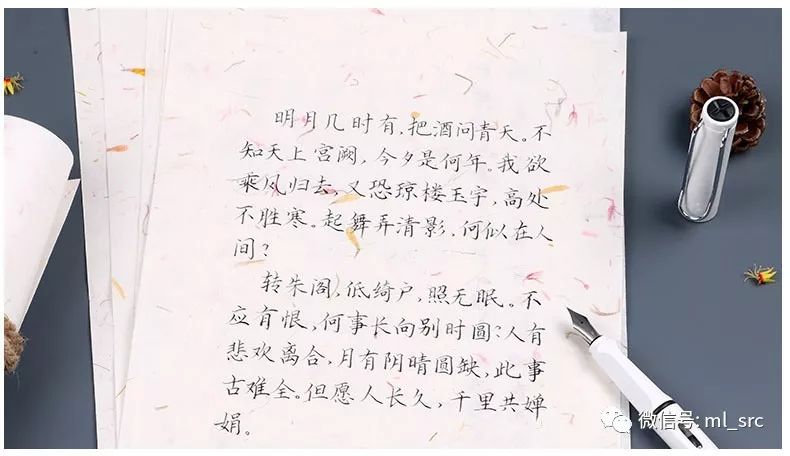 明月几时有，把酒问青天。不
知天上宫阙，今夕是何年。我欲
乘风归去，又恐琼楼玉宇，高处
不胜寒。起舞弄清影，何似在人
间？
转朱阁，低绮户，照无眠。不
应有恨，何事长向别时圆？人有
悲欢离合，月有阴晴圆缺，此事
古难全。但愿人长久，千里共婵
娟。
微信号: ml_src